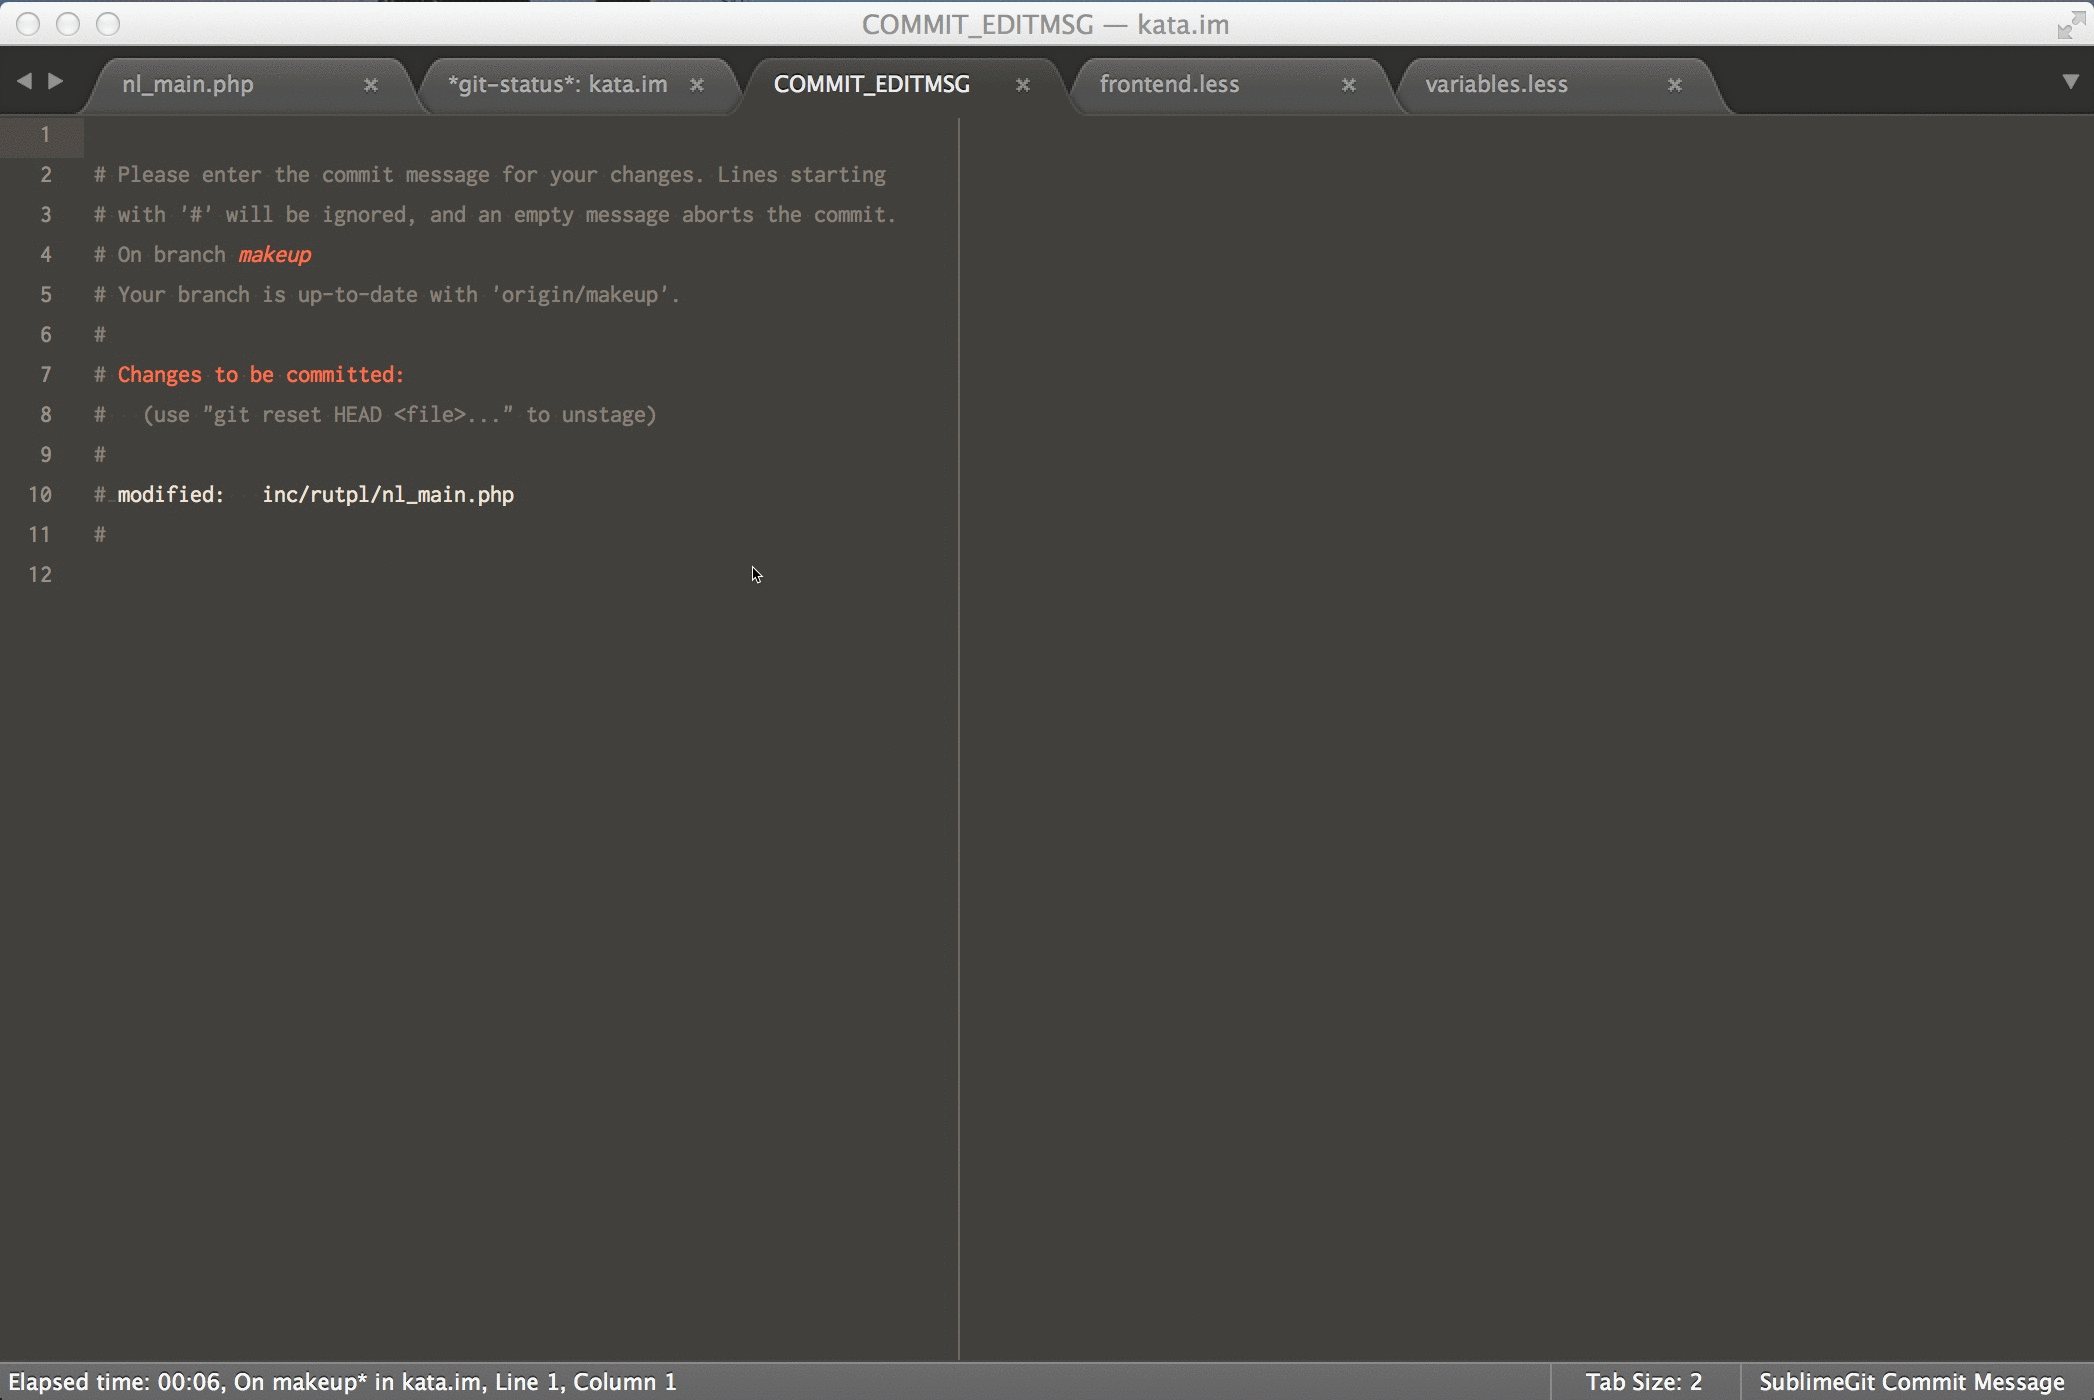 COMMIT_EDITMSG — kata.im
nl_main.php
*git-status*: kata.im
COMMIT_EDITMSG
frontend.less
variables.less
1
2 # Please enter the commit message for your changes. Lines starting
3 # with '#' will be ignored, and an empty message aborts the commit.
4 # On branch makeup
5 # Your branch is up-to-date with 'origin/makeup'.
6 #
7 # Changes to be committed:
8 #   (use "git reset HEAD <file>..." to unstage)
9 #
10 # modified:   inc/rutpl/nl_main.php
11 #
12
Elapsed time: 00:06, On makeup* in kata.im, Line 1, Column 1
Tab Size: 2
SublimeGit Commit Message